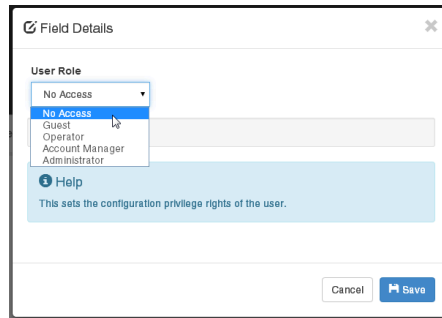 Field Details
User Role
No Access
No Access
Guest
Operator
Account Manager
Administrator
Help
This sets the configuration privilege rights of the user.
Cancel
Save